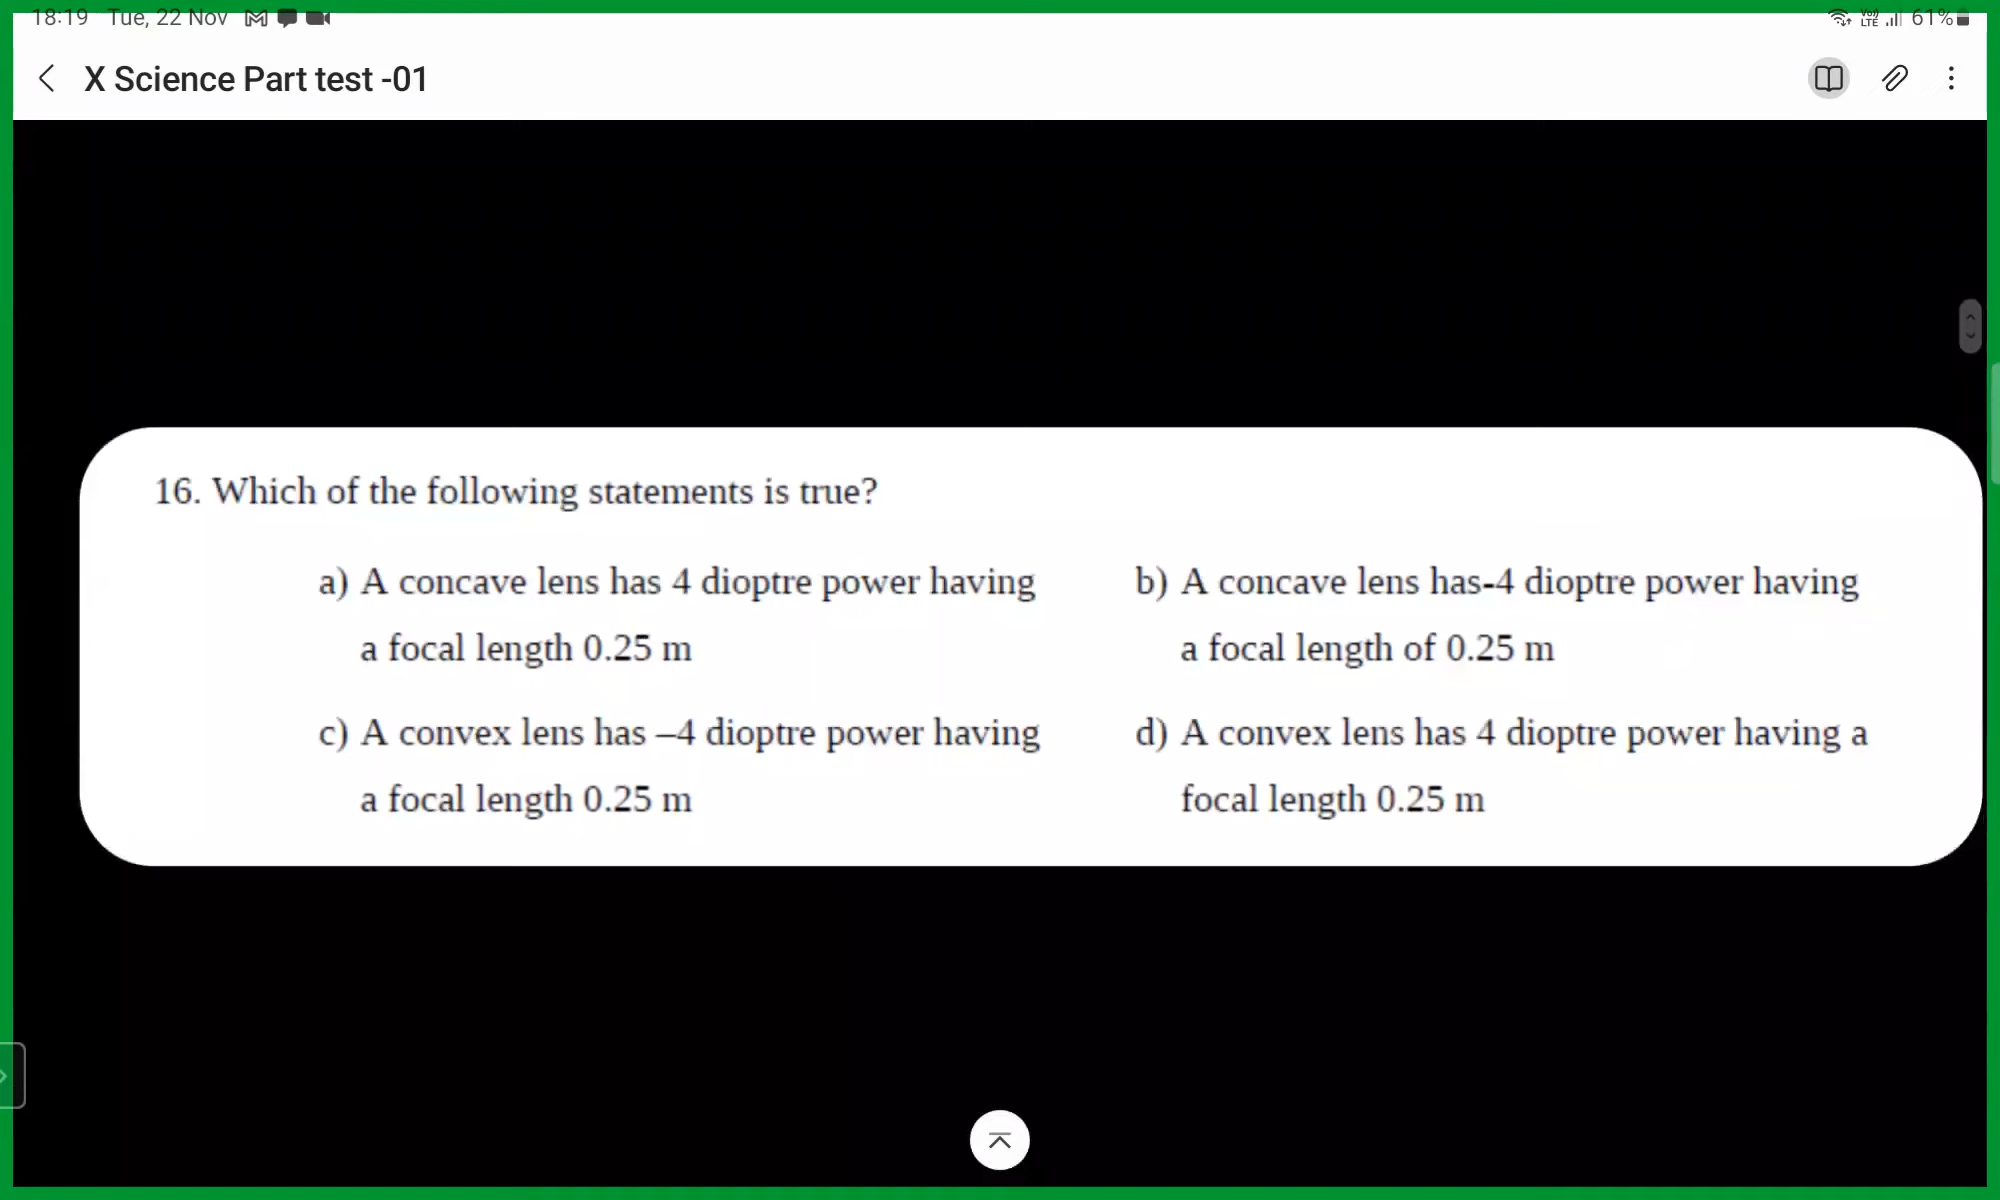 18:19 Tue, 22 Nov
Vo)) LTE 61%
X Science Part test -01
16. Which of the following statements is true?
a) A concave lens has 4 dioptre power having
a focal length 0.25 m
b) A concave lens has-4 dioptre power having
a focal length of 0.25 m
c) A convex lens has –4 dioptre power having
a focal length 0.25 m
d) A convex lens has 4 dioptre power having a
focal length 0.25 m